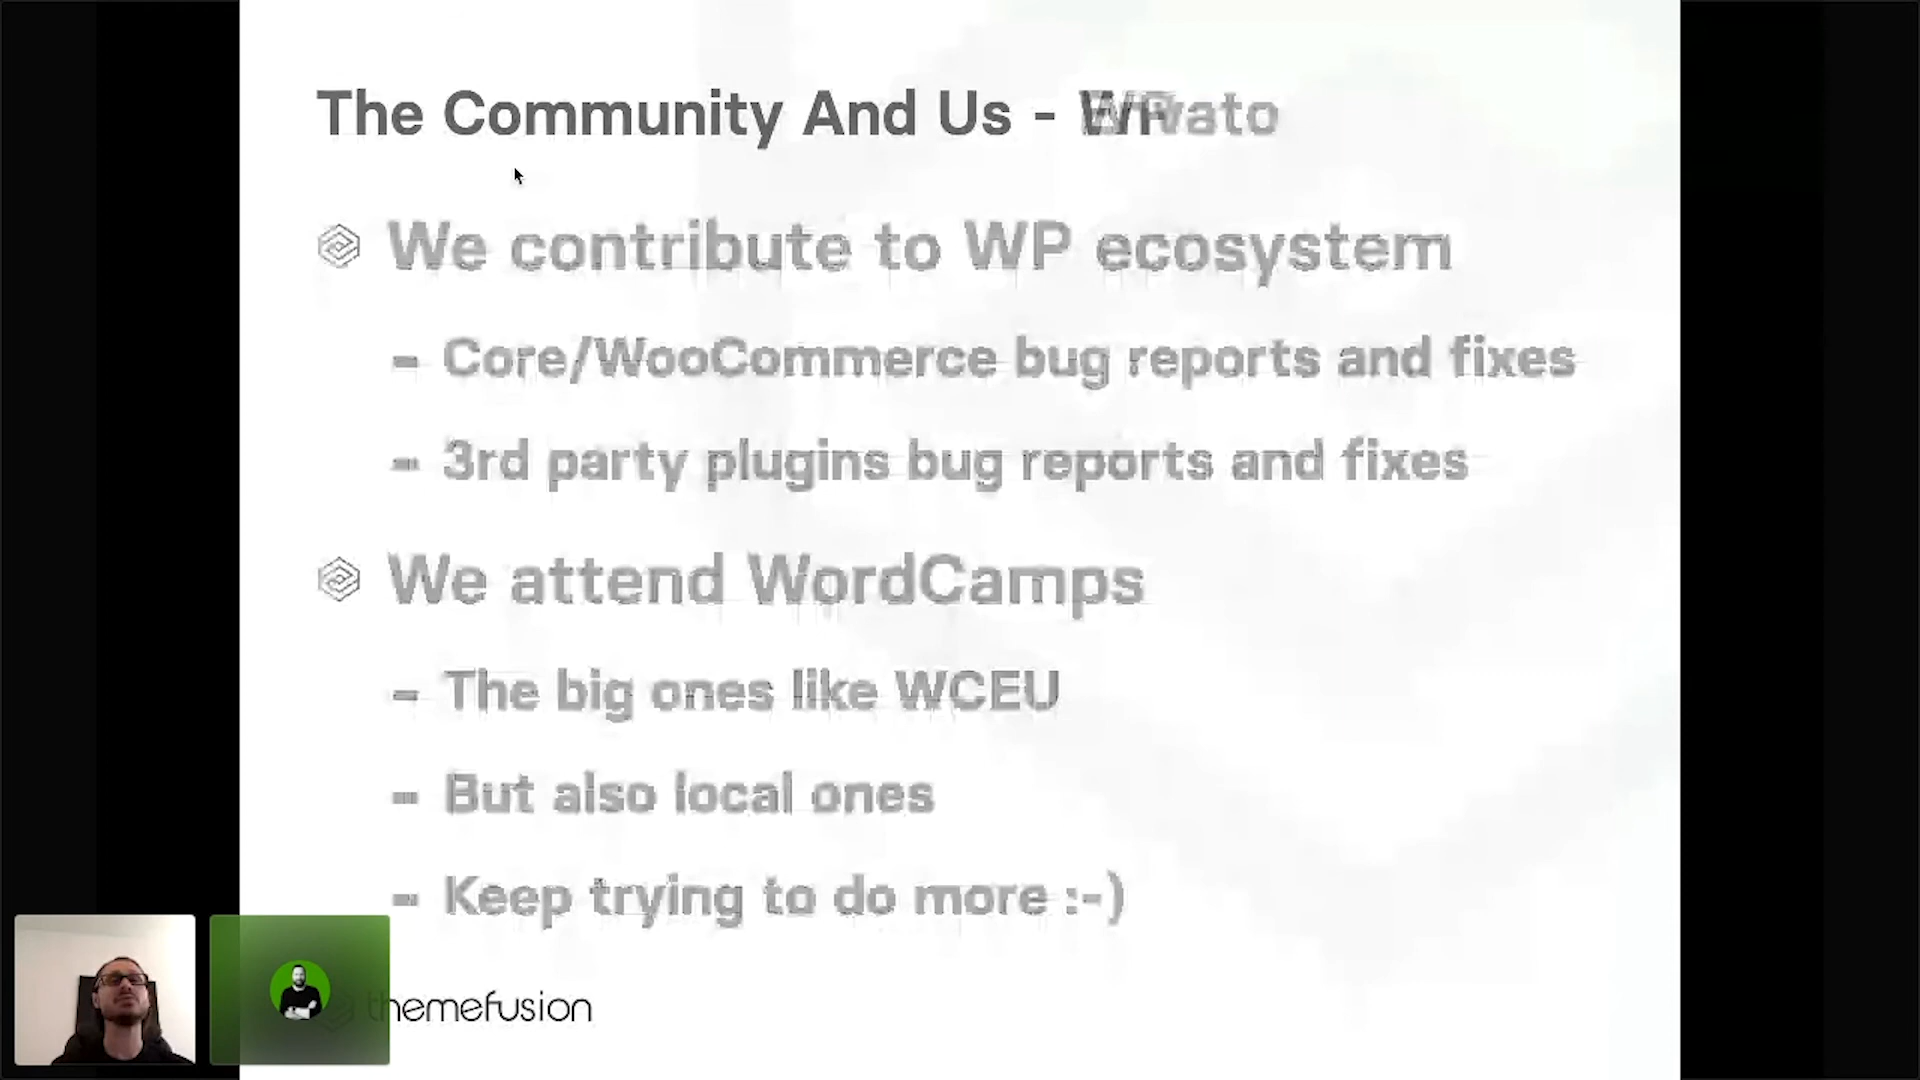 The Community And Us -
We contribute to WP ecosystem
- Core/WooCommerce bug reports and fixes
- 3rd party plugins bug reports and fixes
We attend WordCamps
- The big ones like WCEU
- But also local ones
- Keep trying to do more :-)
themefusion